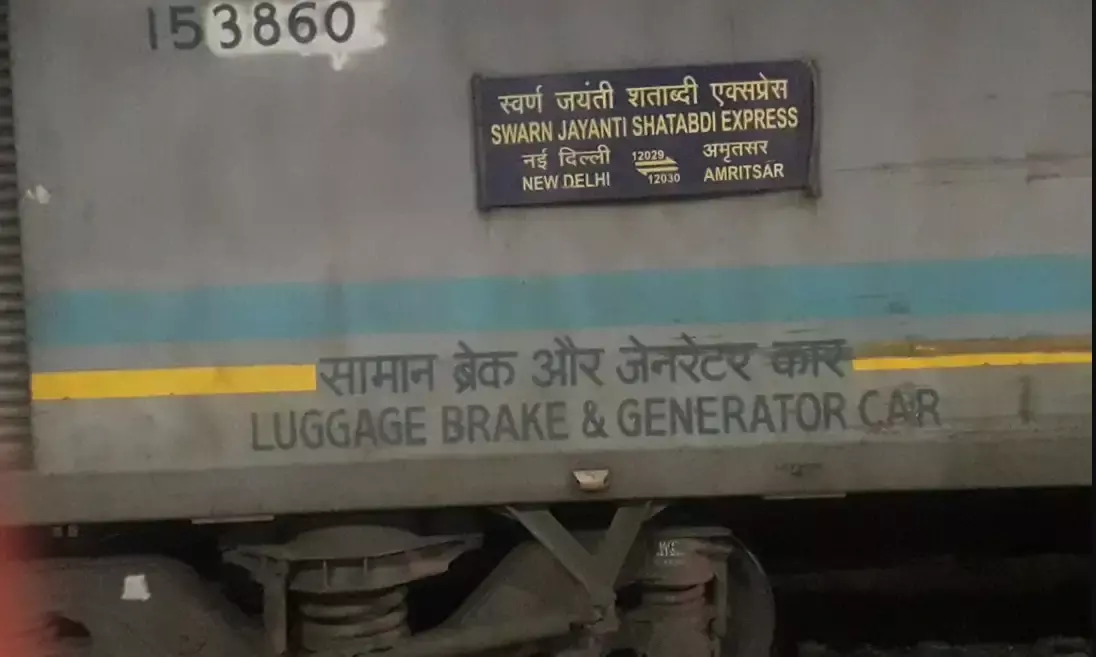 153860
स्वर्ण जयंती शताब्दी एक्सप्रेस
SWARN JAYANTI SHATABDI EXPRESS
नई दिल्ली 12029 अमृतसर
NEW DELHI 12030 AMRITSAR
सामान ब्रेक और जेनरेटर कार
LUGGAGE BRAKE & GENERATOR CAR